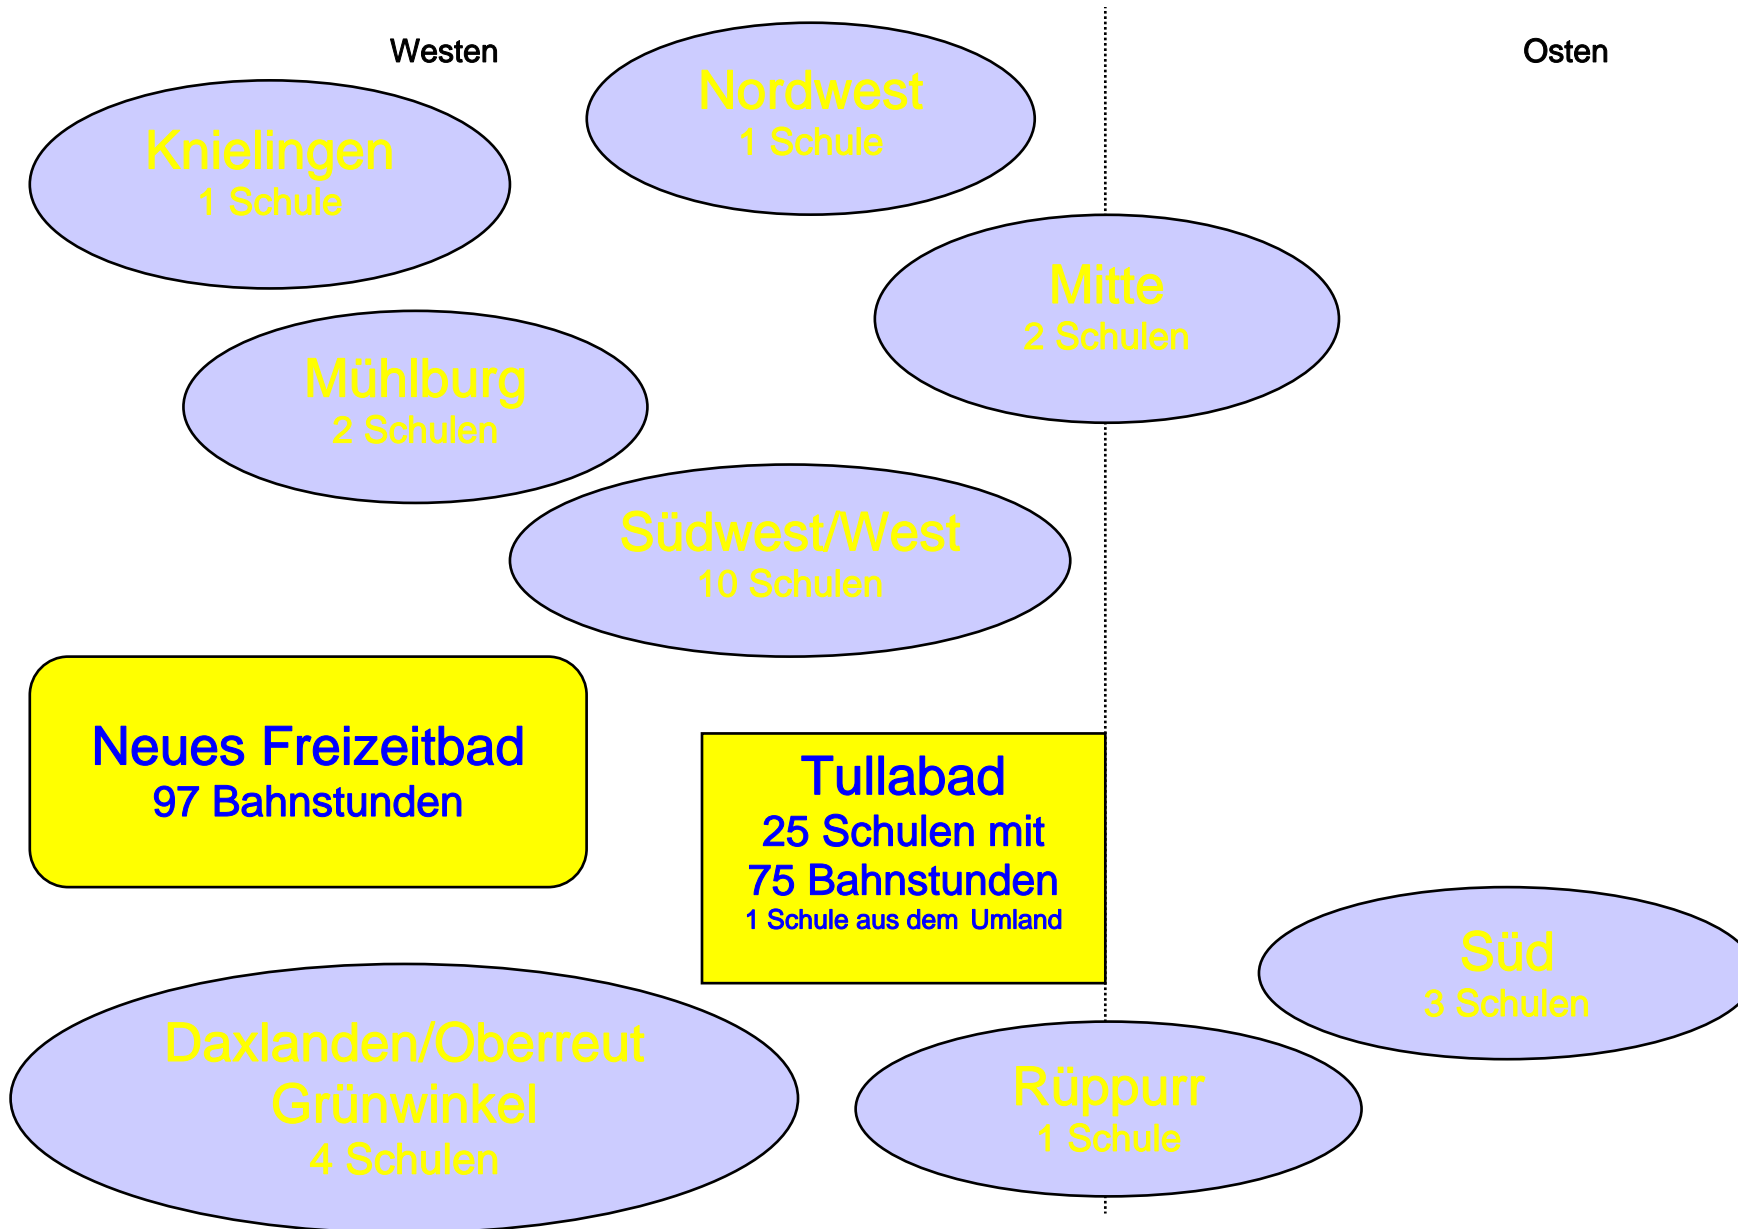 Westen
Osten
Nordwest
1 Schule
Knielingen
1 Schule
Mitte
2 Schulen
Mühlburg
2 Schulen
Südwest/West
10 Schulen
Neues Freizeitbad
97 Bahnstunden
Tullabad
25 Schulen mit
75 Bahnstunden
1 Schule aus dem Umland
Süd
3 Schulen
Daxlanden/Oberreut
Grünwinkel
4 Schulen
Rüppurr
1 Schule